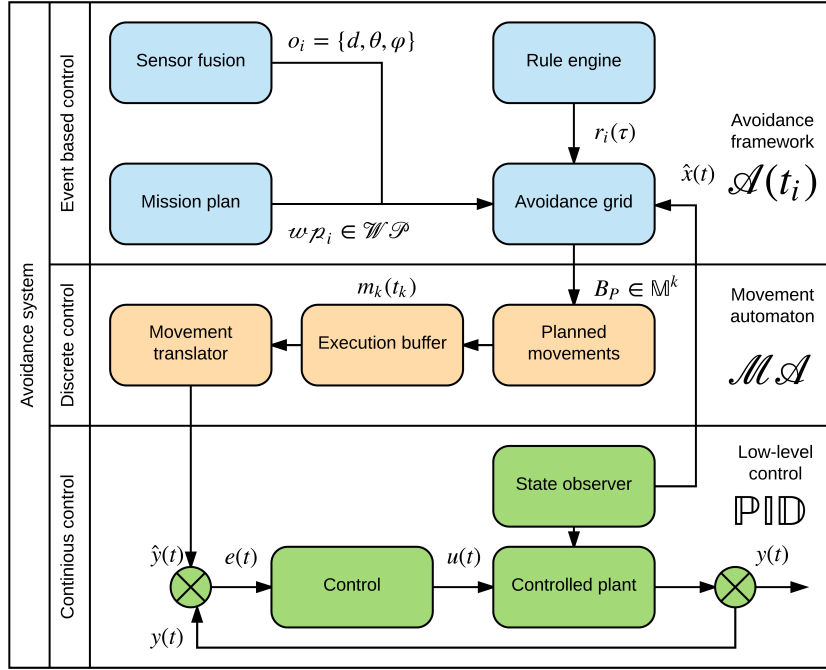 Avoidance system
Event based control
Sensor fusion
o_i = {d, θ, φ}
Rule engine
r_i(τ)
Avoidance
framework
𝒜(t_i)
x̂(t)
Mission plan
𝓌𝓅_i ∈ 𝒲𝒫
Avoidance grid
Discrete control
B_P ∈ 𝕄^k
m_k(t_k)
Movement
translator
Execution buffer
Planned
movements
Movement
automaton
ℳ𝒜
Continious control
State observer
Low-level
control
ℙ𝕀𝔻
ŷ(t)
e(t)
Control
u(t)
Controlled plant
y(t)
y(t)